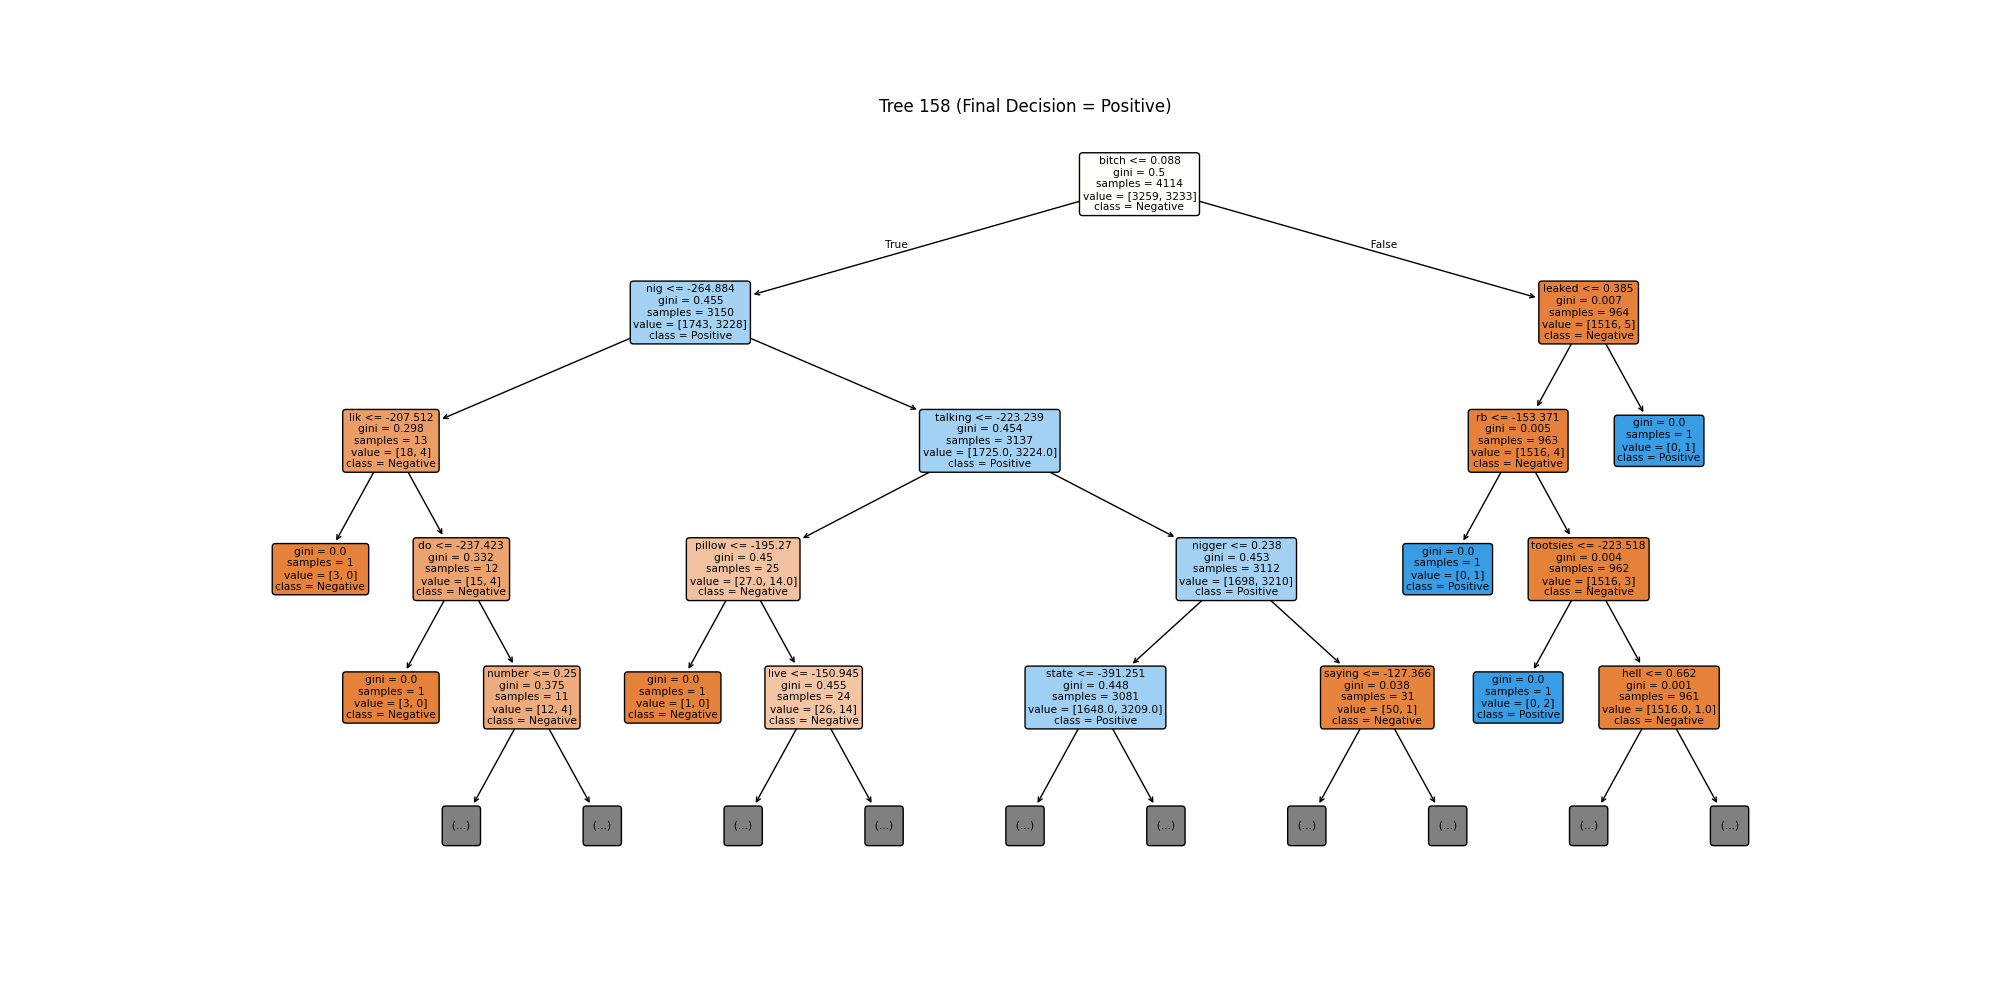 Tree 158 (Final Decision = Positive)
bitch <= 0.088
gini = 0.5
samples = 4114
value = [3259, 3233]
class = Negative
True
False
nig <= -264.884
gini = 0.455
samples = 3150
value = [1743, 3228]
class = Positive
leaked <= 0.385
gini = 0.007
samples = 964
value = [1516, 5]
class = Negative
lik <= -207.512
gini = 0.298
samples = 13
value = [18, 4]
class = Negative
talking <= -223.239
gini = 0.454
samples = 3137
value = [1725.0, 3224.0]
class = Positive
rb <= -153.371
gini = 0.005
samples = 963
value = [1516, 4]
class = Negative
gini = 0.0
samples = 1
value = [0, 1]
class = Positive
gini = 0.0
samples = 1
value = [3, 0]
class = Negative
do <= -237.423
gini = 0.332
samples = 12
value = [15, 4]
class = Negative
pillow <= -195.27
gini = 0.45
samples = 25
value = [27.0, 14.0]
class = Negative
nigger <= 0.238
gini = 0.453
samples = 3112
value = [1698, 3210]
class = Positive
gini = 0.0
samples = 1
value = [0, 1]
class = Positive
tootsies <= -223.518
gini = 0.004
samples = 962
value = [1516, 3]
class = Negative
gini = 0.0
samples = 1
value = [3, 0]
class = Negative
number <= 0.25
gini = 0.375
samples = 11
value = [12, 4]
class = Negative
gini = 0.0
samples = 1
value = [1, 0]
class = Negative
live <= -150.945
gini = 0.455
samples = 24
value = [26, 14]
class = Negative
state <= -391.251
gini = 0.448
samples = 3081
value = [1648.0, 3209.0]
class = Positive
saying <= -127.366
gini = 0.038
samples = 31
value = [50, 1]
class = Negative
gini = 0.0
samples = 1
value = [0, 2]
class = Positive
hell <= 0.662
gini = 0.001
samples = 961
value = [1516.0, 1.0]
class = Negative
(...)
(...)
(...)
(...)
(...)
(...)
(...)
(...)
(...)
(...)